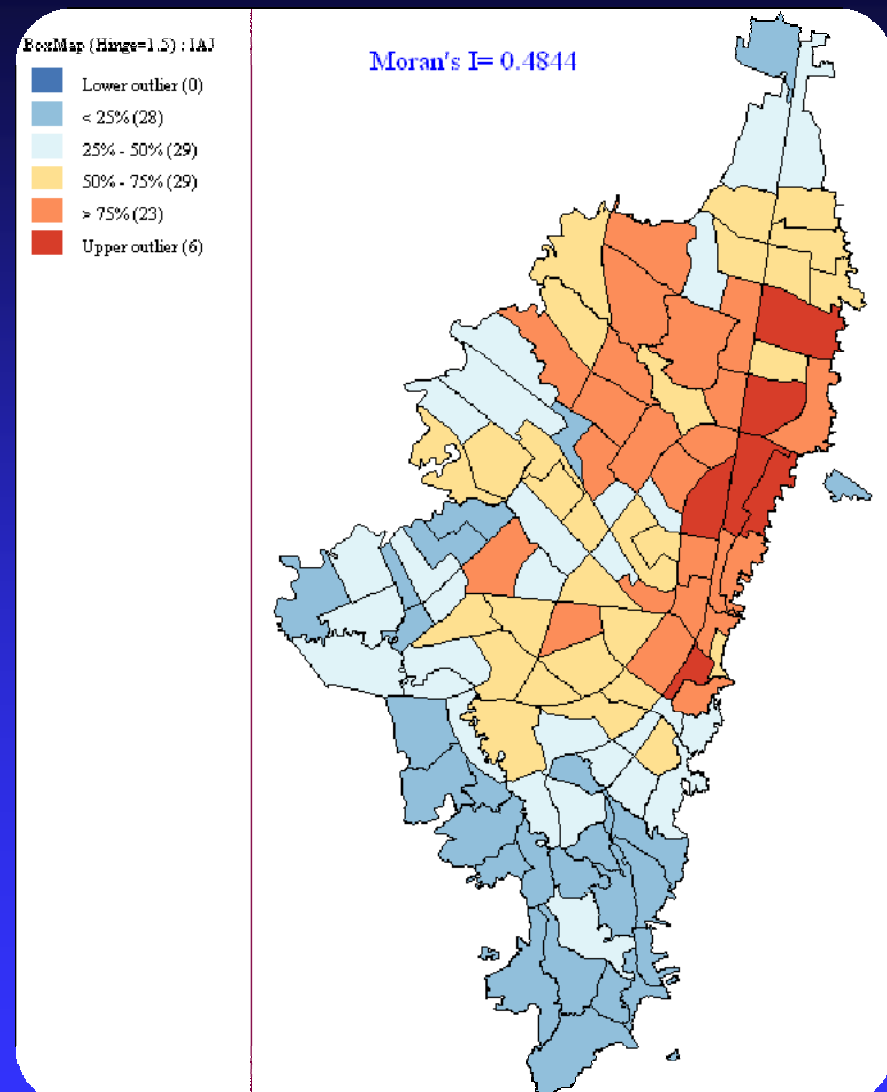 BoxMap (Hinge=1.5) : IAJ
Lower outlier (0)
< 25% (28)
25% - 50% (29)
50% - 75% (29)
> 75% (23)
Upper outlier (6)
Moran's I= 0.4844